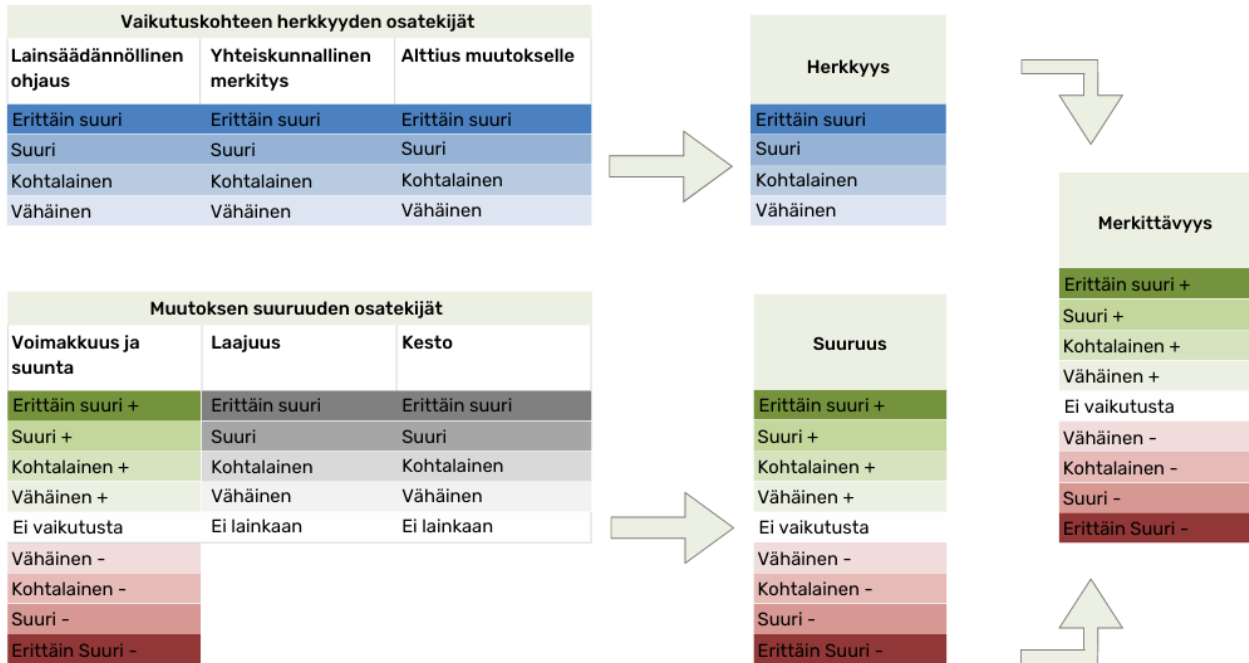 Vaikutuskohteen herkkyyden osatekijät
Lainsäädännöllinen ohjaus
Yhteiskunnallinen merkitys
Alttius muutokselle
Erittäin suuri Erittäin suuri Erittäin suuri
Suuri Suuri Suuri
Kohtalainen Kohtalainen Kohtalainen
Vähäinen Vähäinen Vähäinen
Herkkyys
Erittäin suuri
Suuri
Kohtalainen
Vähäinen
Muutoksen suuruuden osatekijät
Voimakkuus ja suunta
Laajuus
Kesto
Erittäin suuri + Erittäin suuri Erittäin suuri
Suuri + Suuri Suuri
Kohtalainen + Kohtalainen Kohtalainen
Vähäinen + Vähäinen Vähäinen
Ei vaikutusta Ei lainkaan Ei lainkaan
Vähäinen -
Kohtalainen -
Suuri -
Erittäin Suuri -
Suuruus
Erittäin suuri +
Suuri +
Kohtalainen +
Vähäinen +
Ei vaikutusta
Vähäinen -
Kohtalainen -
Suuri -
Erittäin Suuri -
Merkittävyys
Erittäin suuri +
Suuri +
Kohtalainen +
Vähäinen +
Ei vaikutusta
Vähäinen -
Kohtalainen -
Suuri -
Erittäin Suuri -